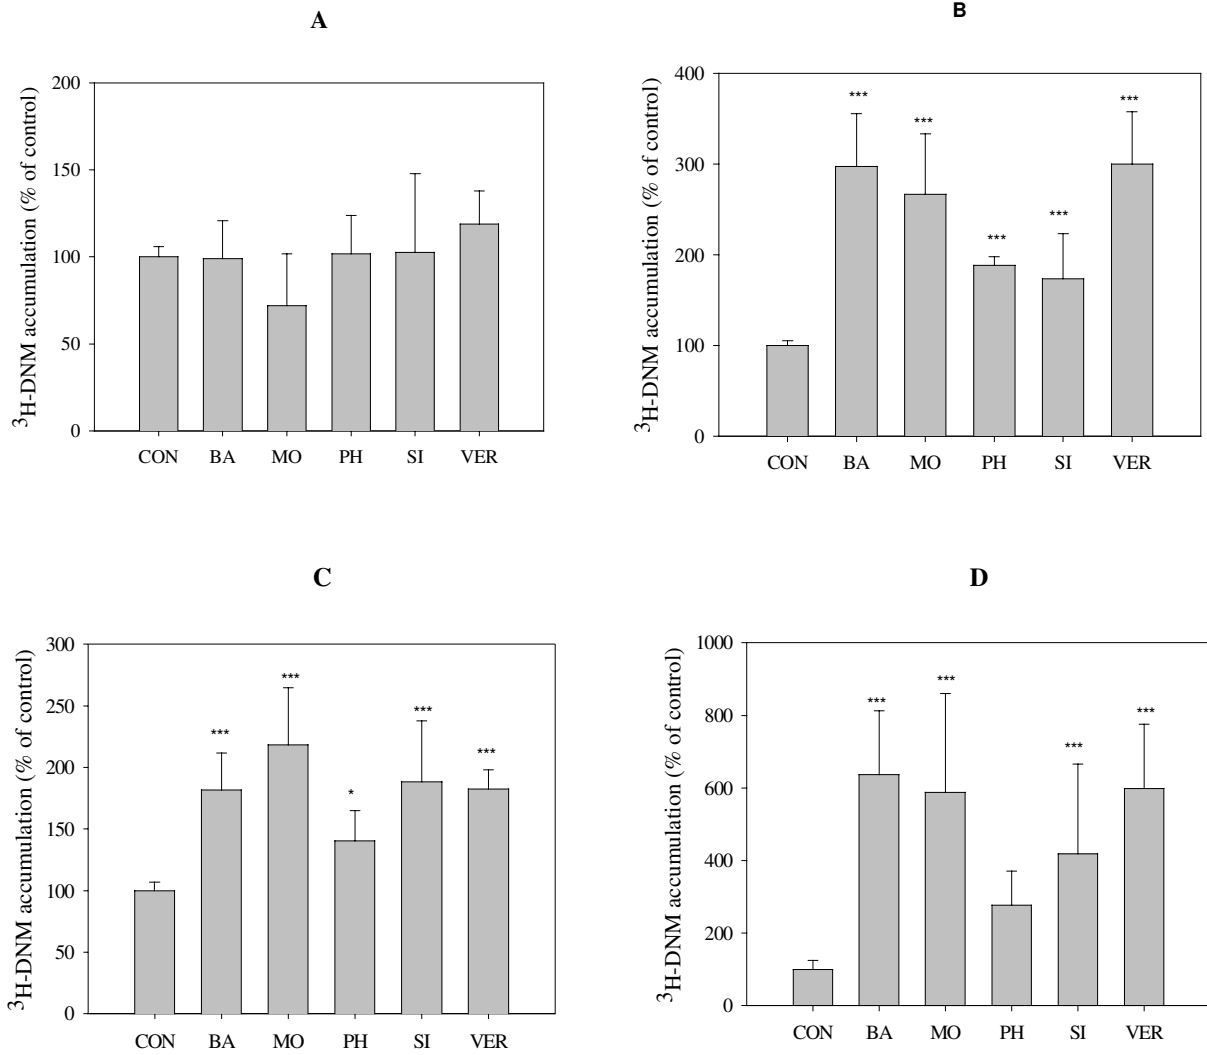 A
³H-DNM accumulation (% of control)
200
150
100
50
0
CON BA MO PH SI VER
B
³H-DNM accumulation (% of control)
400
300
200
100
0
*** *** *** *** ***
CON BA MO PH SI VER
C
³H-DNM accumulation (% of control)
300
250
200
150
100
50
0
*** *** * *** ***
CON BA MO PH SI VER
D
³H-DNM accumulation (% of control)
1000
800
600
400
200
0
*** *** *** ***
CON BA MO PH SI VER